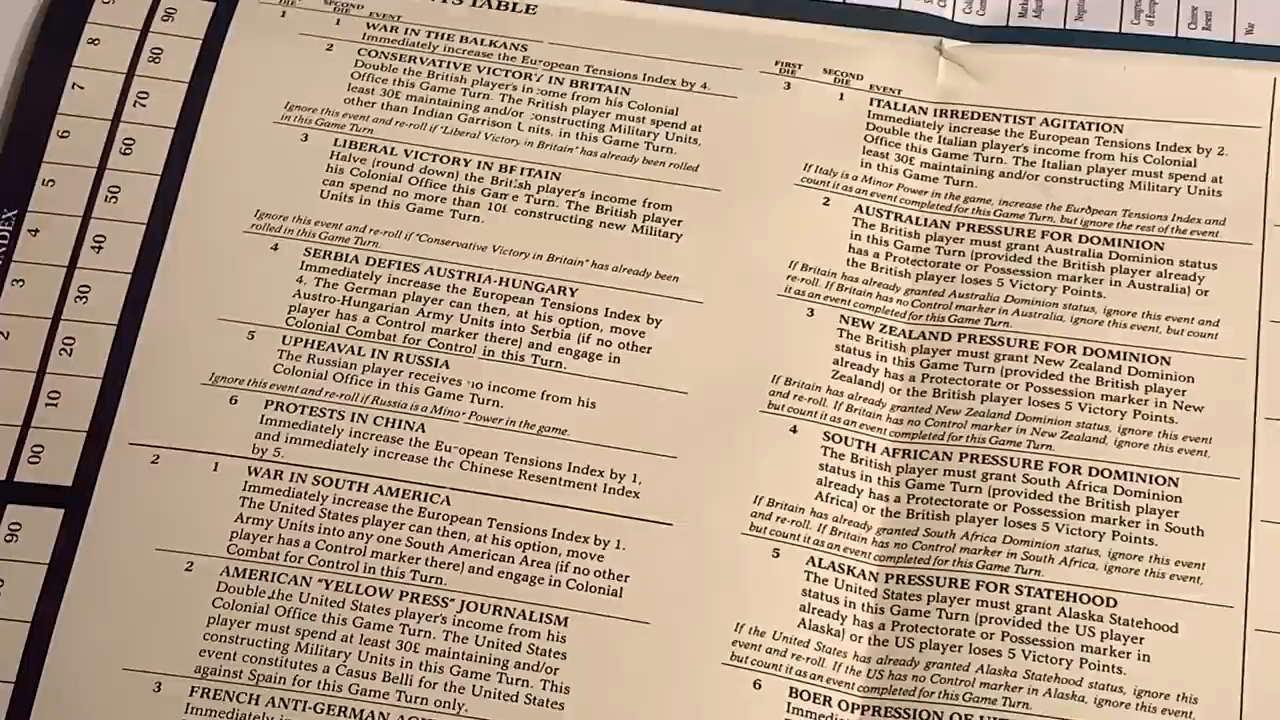 TABLE
DIE
SECOND DIE
EVENT
1
1
WAR IN THE BALKANS
Immediately increase the European Tensions Index by 4.
2
CONSERVATIVE VICTORY IN BRITAIN
Double the British player's income from his Colonial
Office this Game Turn. The British player must spend at
least 30£ maintaining and/or constructing Military Units,
other than Indian Garrison Units, in this Game Turn.
Ignore this event and re-roll if "Liberal Victory in Britain" has already been rolled
in this Game Turn.
3
LIBERAL VICTORY IN BRITAIN
Halve (round down) the British player's income from
his Colonial Office this Game Turn. The British player
can spend no more than 10£ constructing new Military
Units in this Game Turn.
Ignore this event and re-roll if "Conservative Victory in Britain" has already been
rolled in this Game Turn.
4
SERBIA DEFIES AUSTRIA-HUNGARY
Immediately increase the European Tensions Index by
4. The German player can then, at his option, move
Austro-Hungarian Army Units into Serbia (if no other
player has a Control marker there) and engage in
Colonial Combat for Control in this Turn.
5
UPHEAVAL IN RUSSIA
The Russian player receives no income from his
Colonial Office in this Game Turn.
Ignore this event and re-roll if Russia is a Minor Power in the game.
6
PROTESTS IN CHINA
Immediately increase the European Tensions Index by 1,
and immediately increase the Chinese Resentment Index
by 5.
2
1
WAR IN SOUTH AMERICA
Immediately increase the European Tensions Index by 1.
The United States player can then, at his option, move
Army Units into any one South American Area (if no other
player has a Control marker there) and engage in Colonial
Combat for Control in this Turn.
2
AMERICAN "YELLOW PRESS" JOURNALISM
Double the United States player's income from his
Colonial Office this Game Turn. The United States
player must spend at least 30£ maintaining and/or
constructing Military Units in this Game Turn. This
event constitutes a Casus Belli for the United States
against Spain for this Game Turn only.
3
FRENCH ANTI-GERMAN
Immediately
FIRST DIE
SECOND DIE
EVENT
3
1
ITALIAN IRREDENTIST AGITATION
Immediately increase the European Tensions Index by 2.
Double the Italian player's income from his Colonial
Office this Game Turn. The Italian player must spend at
least 30£ maintaining and/or constructing Military Units
in this Game Turn.
If Italy is a Minor Power in the game, increase the European Tensions Index and
count it as an event completed for this Game Turn, but ignore the rest of the event.
2
AUSTRALIAN PRESSURE FOR DOMINION
The British player must grant Australia Dominion status
in this Game Turn (provided the British player already
has a Protectorate or Possession marker in Australia) or
the British player loses 5 Victory Points.
If Britain has already granted Australia Dominion status, ignore this event and
re-roll. If Britain has no Control marker in Australia, ignore this event, but count
it as an event completed for this Game Turn.
3
NEW ZEALAND PRESSURE FOR DOMINION
The British player must grant New Zealand Dominion
status in this Game Turn (provided the British player
already has a Protectorate or Possession marker in New
Zealand) or the British player loses 5 Victory Points.
If Britain has already granted New Zealand Dominion status, ignore this event
and re-roll. If Britain has no Control marker in New Zealand, ignore this event,
but count it as an event completed for this Game Turn.
4
SOUTH AFRICAN PRESSURE FOR DOMINION
The British player must grant South Africa Dominion
status in this Game Turn (provided the British player
already has a Protectorate or Possession marker in South
Africa) or the British player loses 5 Victory Points.
If Britain has already granted South Africa Dominion status, ignore this event
and re-roll. If Britain has no Control marker in South Africa, ignore this event,
but count it as an event completed for this Game Turn.
5
ALASKAN PRESSURE FOR STATEHOOD
The United States player must grant Alaska Statehood
status in this Game Turn (provided the US player
already has a Protectorate or Possession marker in
Alaska) or the US player loses 5 Victory Points.
If the United States has already granted Alaska Statehood status, ignore this
event and re-roll. If the US has no Control marker in Alaska, ignore this event,
but count it as an event completed for this Game Turn.
6
BOER OPPRESSION OF
INDEX
2
3
4
5
6
7
8
00
10
20
30
40
50
60
70
80
90
90
Chinese
War